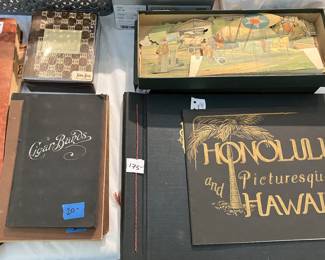 Cigar Bands
20-
175-
HONOLULU
and Picturesque
HAWAII